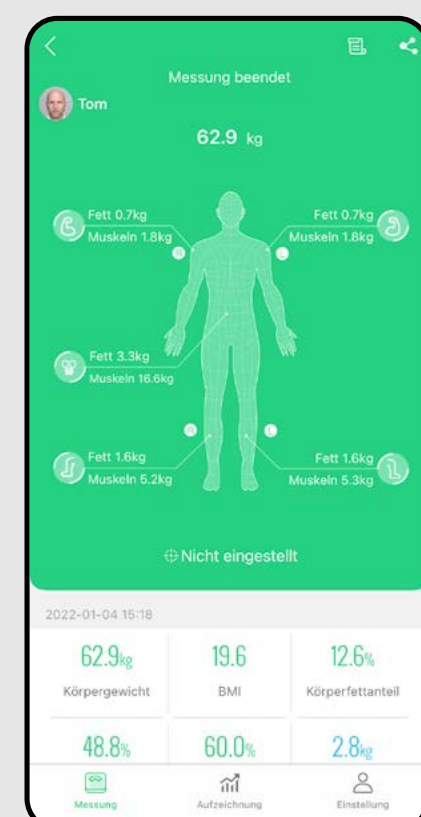 Messung beendet
Tom
62.9 kg
Fett 0.7kg
Muskeln 1.8kg
Fett 0.7kg
Muskeln 1.8kg
R
L
Fett 3.3kg
Muskeln 16.6kg
R
L
Fett 1.6kg
Muskeln 5.2kg
Fett 1.6kg
Muskeln 5.3kg
Nicht eingestellt
2022-01-04 15:18
62.9kg 19.6 12.6%
Körpergewicht BMI Körperfettanteil
48.8% 60.0% 2.8kg
Messung Aufzeichnung Einstellung